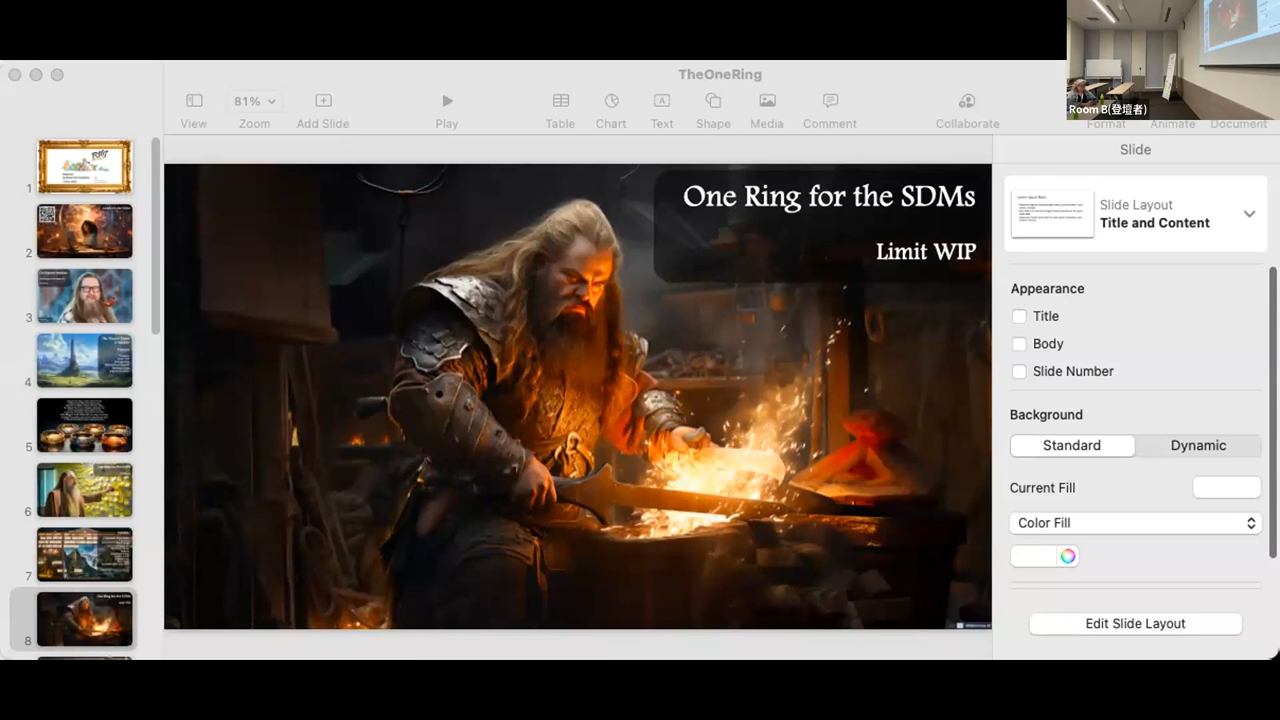 TheOneRing
81%
View
Zoom
Add Slide
Play
Table
Chart
Text
Shape
Media
Comment
Collaborate
Format
Animate
Document
Room B(登壇者)
Slide
1
2
3
4
5
6
7
8
One Ring for the SDMs
Limit WIP
Slide Layout
Title and Content
Appearance
Title
Body
Slide Number
Background
Standard
Dynamic
Current Fill
Color Fill
Edit Slide Layout